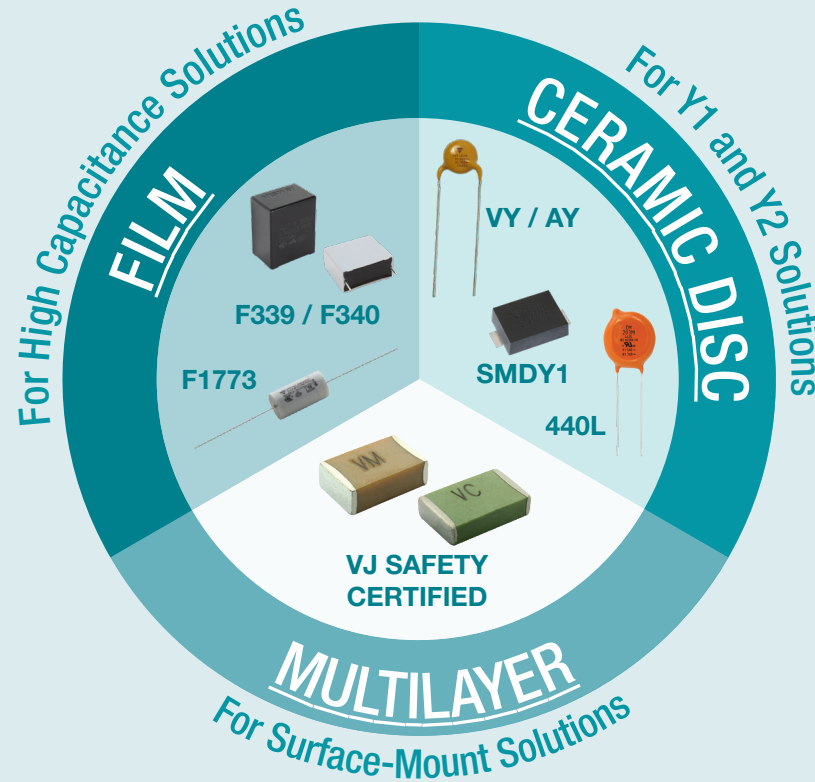 For High Capacitance Solutions
FILM
F339 / F340
F1773
For Y1 and Y2 Solutions
CERAMIC DISC
VY / AY
SMDY1
440L
VM
VC
VJ SAFETY
CERTIFIED
MULTILAYER
For Surface-Mount Solutions